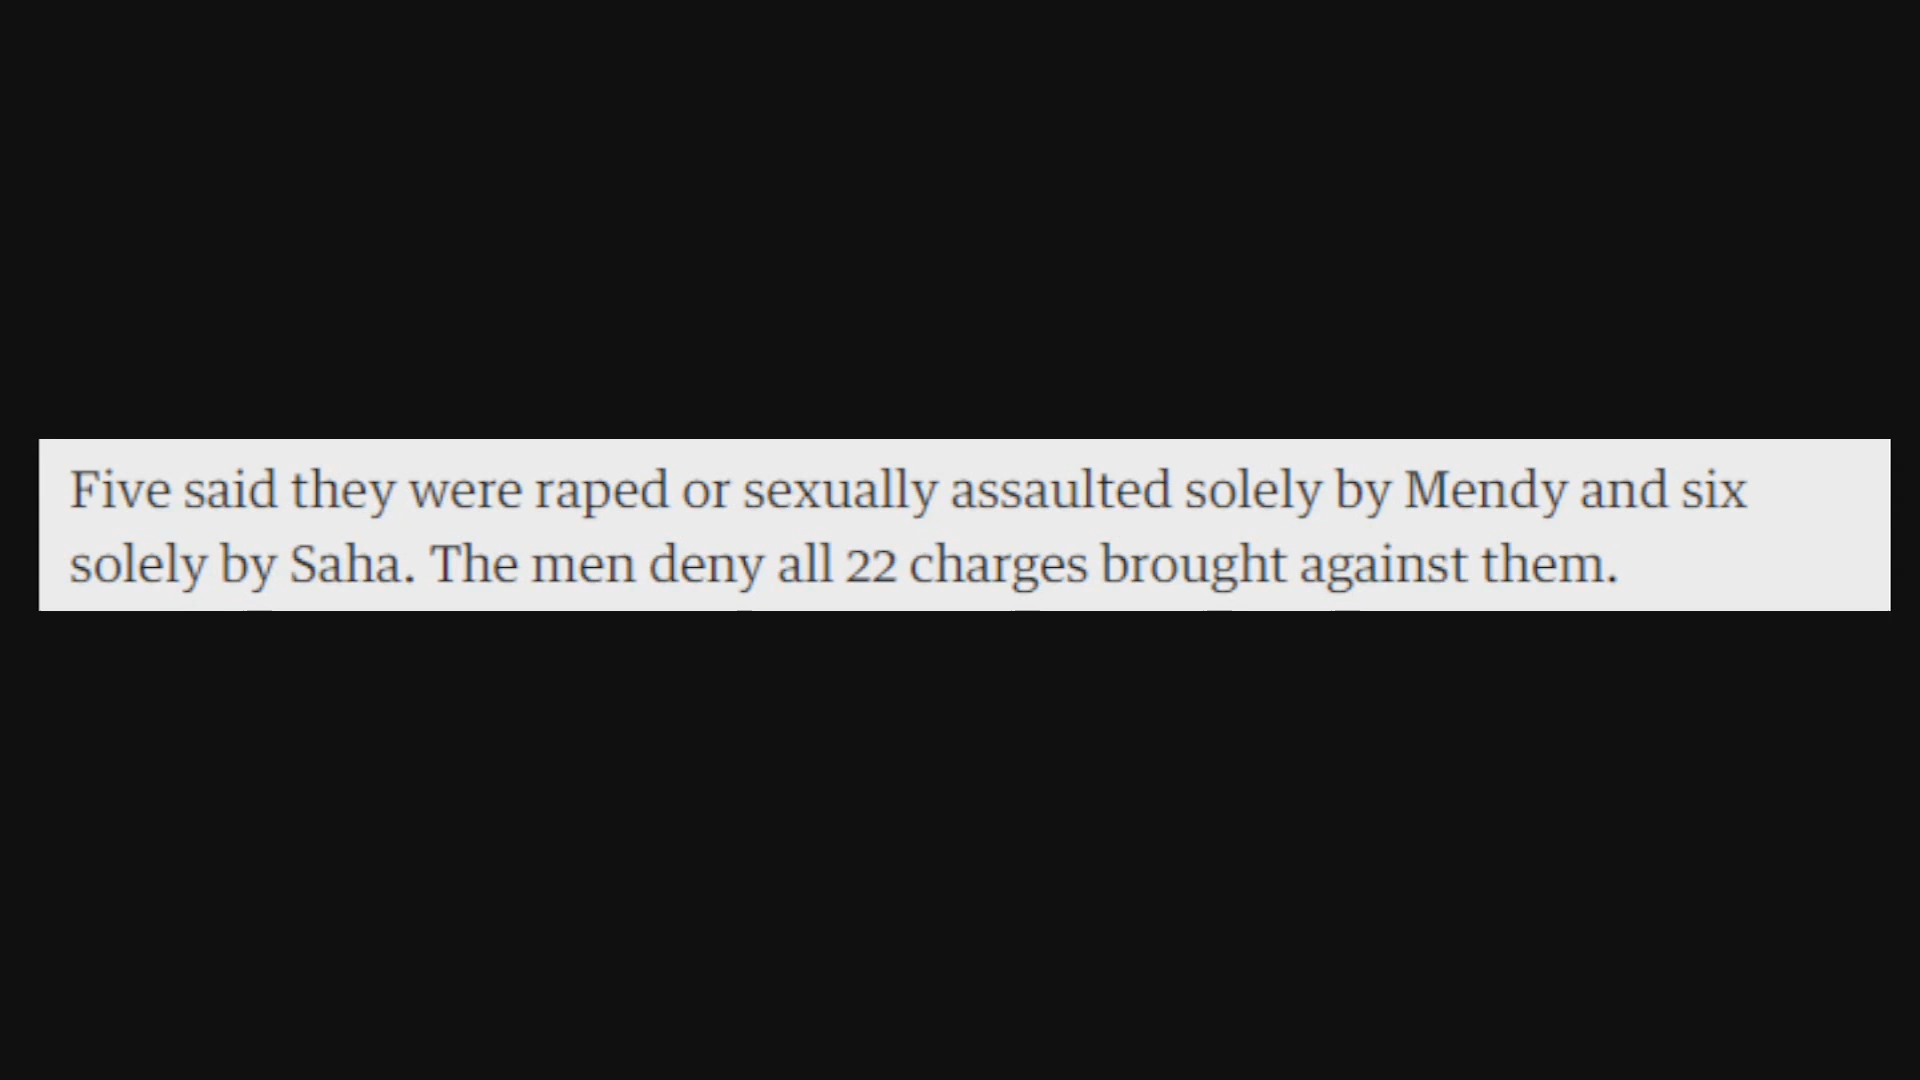 Five said they were raped or sexually assaulted solely by Mendy and six
solely by Saha. The men deny all 22 charges brought against them.